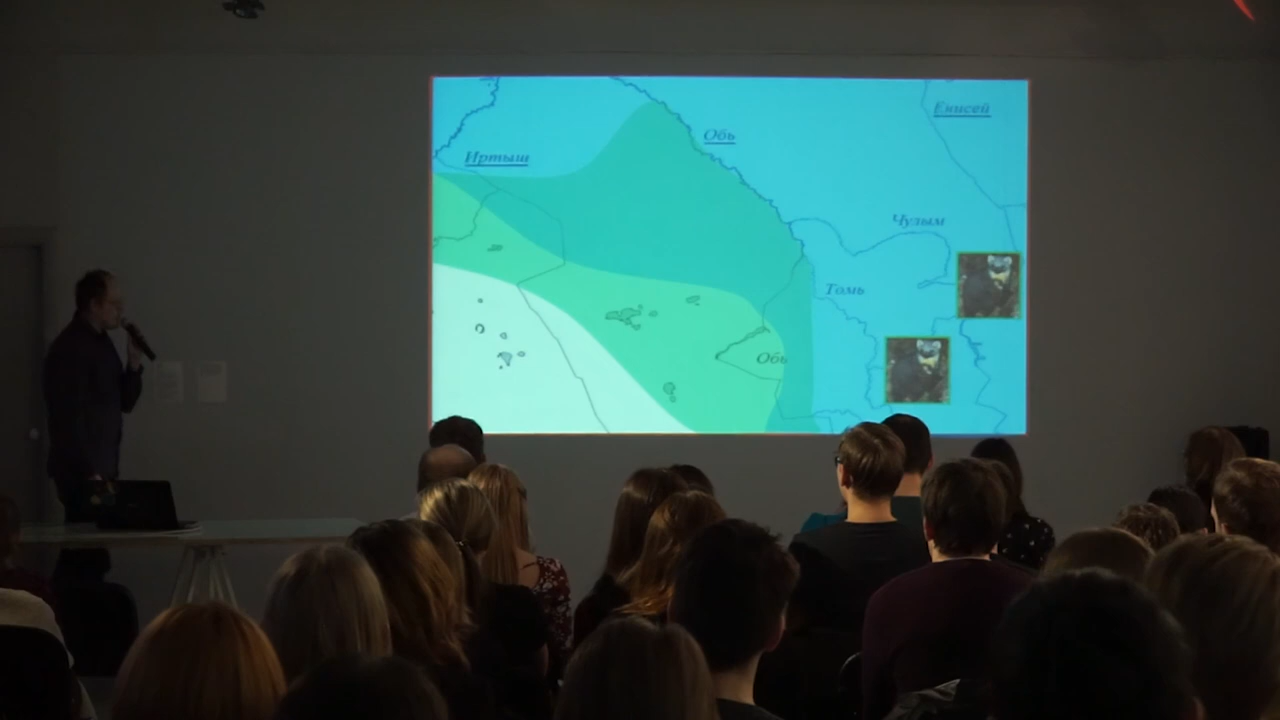 Енисей
Обь
Иртыш
Чулым
Томь
Обь